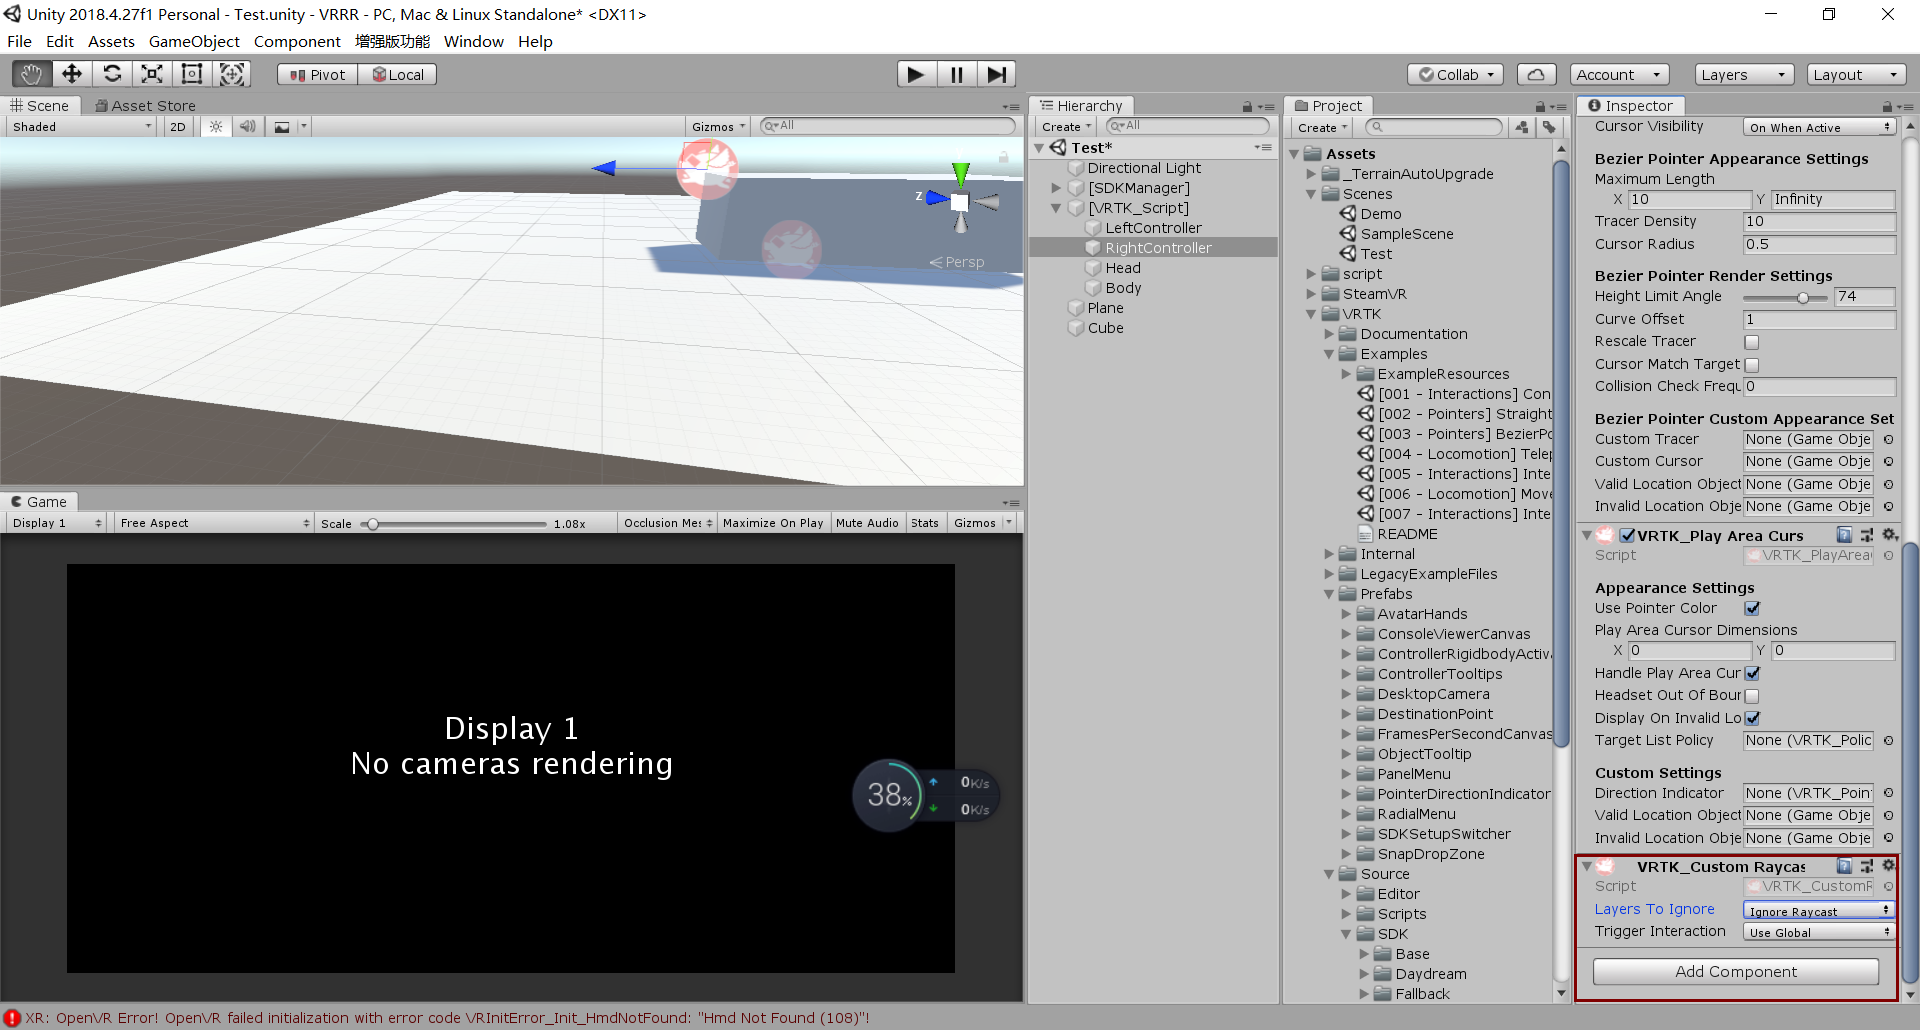 Unity 2018.4.27f1 Personal - Test.unity - VRRR - PC, Mac & Linux Standalone* <DX11>
File Edit Assets GameObject Component 增强版功能 Window Help
Pivot Local Collab Account Layers Layout
Scene Asset Store
Shaded 2D Gizmos All
z
Persp
Game
Display 1 Free Aspect Scale 1.08x Occlusion Mes Maximize On Play Mute Audio Stats Gizmos
Display 1
No cameras rendering
38% 0K/s
0K/s
Hierarchy
Create All
Test*
Directional Light
[SDKManager]
[VRTK_Script]
LeftController
RightController
Head
Body
Plane
Cube
Project
Create
Assets
_TerrainAutoUpgrade
Scenes
Demo
SampleScene
Test
script
SteamVR
VRTK
Documentation
Examples
ExampleResources
[001 - Interactions] Con
[002 - Pointers] Straight
[003 - Pointers] BezierPo
[004 - Locomotion] Telep
[005 - Interactions] Inte
[006 - Locomotion] Move
[007 - Interactions] Inte
README
Internal
LegacyExampleFiles
Prefabs
AvatarHands
ConsoleViewerCanvas
ControllerRigidbodyActiva
ControllerTooltips
DesktopCamera
DestinationPoint
FramesPerSecondCanvas
ObjectTooltip
PanelMenu
PointerDirectionIndicator
RadialMenu
SDKSetupSwitcher
SnapDropZone
Source
Editor
Scripts
SDK
Base
Daydream
Fallback
Inspector
Cursor Visibility On When Active
Bezier Pointer Appearance Settings
Maximum Length
X 10 Y Infinity
Tracer Density 10
Cursor Radius 0.5
Bezier Pointer Render Settings
Height Limit Angle 74
Curve Offset 1
Rescale Tracer
Cursor Match Target
Collision Check Frequ 0
Bezier Pointer Custom Appearance Set
Custom Tracer None (Game Obje
Custom Cursor None (Game Obje
Valid Location Object None (Game Obje
Invalid Location Obje None (Game Obje
VRTK_Play Area Curs
Script VRTK_PlayArea
Appearance Settings
Use Pointer Color
Play Area Cursor Dimensions
X 0 Y 0
Handle Play Area Cur
Headset Out Of Bour
Display On Invalid Lo
Target List Policy None (VRTK_Polic
Custom Settings
Direction Indicator None (VRTK_Poin
Valid Location Object None (Game Obje
Invalid Location Obje None (Game Obje
VRTK_Custom Raycas
Script VRTK_CustomR
Layers To Ignore Ignore Raycast
Trigger Interaction Use Global
Add Component
XR: OpenVR Error! OpenVR failed initialization with error code VRInitError_Init_HmdNotFound: "Hmd Not Found (108)"!